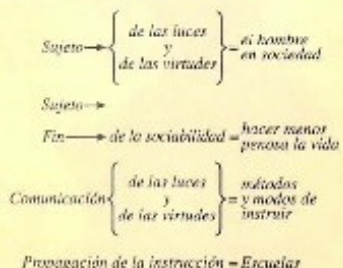 Sujeto → de las luces y de las virtudes = el hombre en sociedad
Sujeto →
Fin → de la sociabilidad = hacer menos penosa la vida
Comunicación de las luces y de las virtudes = métodos y modos de instruir
Propagación de la instrucción = Escuelas